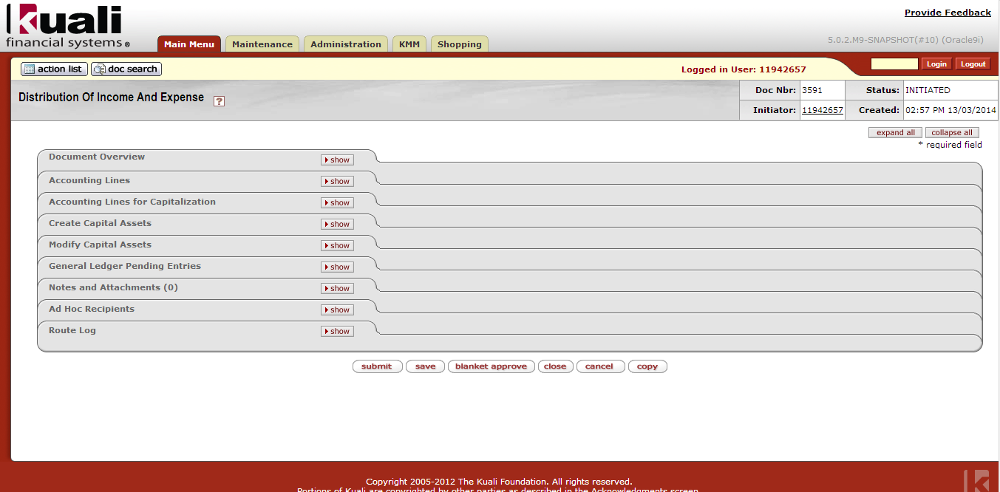 Provide Feedback
kuali
financial systems ®
Main Menu Maintenance Administration KMM Shopping
5.0.2.M9-SNAPSHOT(#10) (Oracle9i)
action list doc search
Logged in User: 11942657
Login Logout
Distribution Of Income And Expense ?
Doc Nbr: 3591 Status: INITIATED
Initiator: 11942657 Created: 02:57 PM 13/03/2014
expand all collapse all
* required field
Document Overview show
Accounting Lines show
Accounting Lines for Capitalization show
Create Capital Assets show
Modify Capital Assets show
General Ledger Pending Entries show
Notes and Attachments (0) show
Ad Hoc Recipients show
Route Log show
submit save blanket approve close cancel copy
Copyright 2005-2012 The Kuali Foundation. All rights reserved.
Portions of Kuali are copyrighted by other parties as described in the Acknowledgments screen.